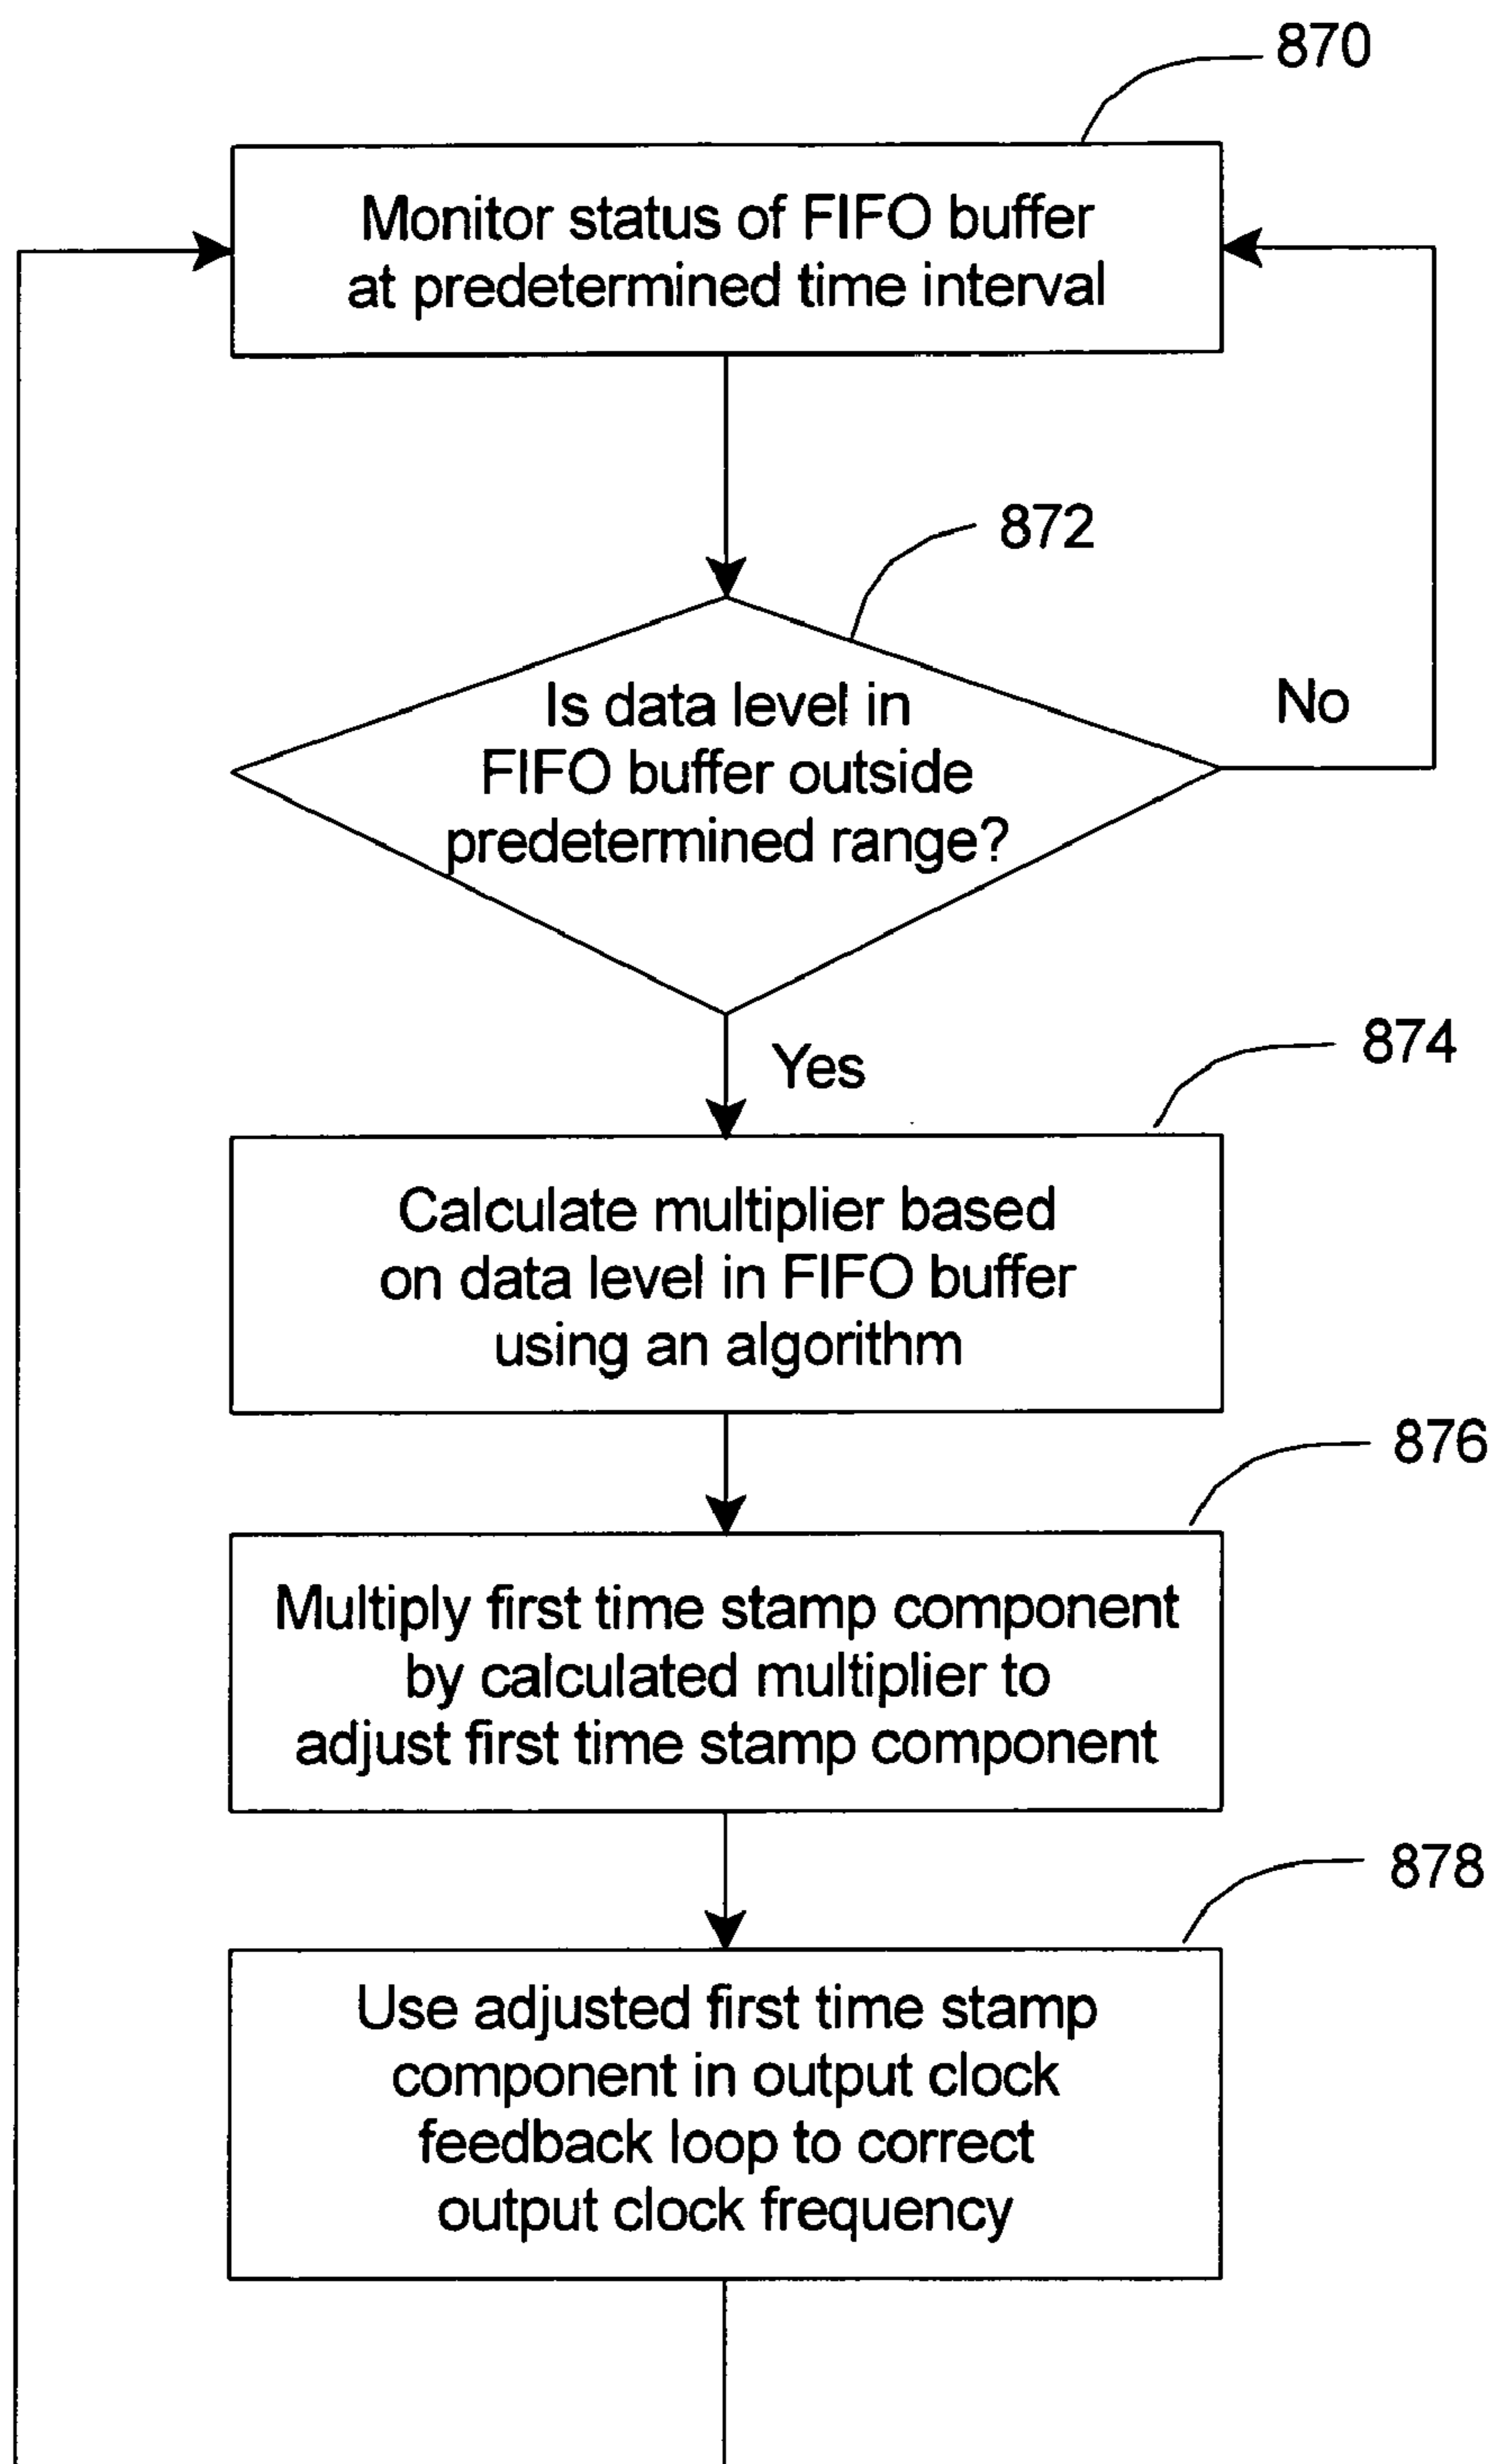 870
Monitor status of FIFO buffer
at predetermined time interval
872
Is data level in
FIFO buffer outside
predetermined range?
No
Yes
874
Calculate multiplier based
on data level in FIFO buffer
using an algorithm
876
Multiply first time stamp component
by calculated multiplier to
adjust first time stamp component
878
Use adjusted first time stamp
component in output clock
feedback loop to correct
output clock frequency